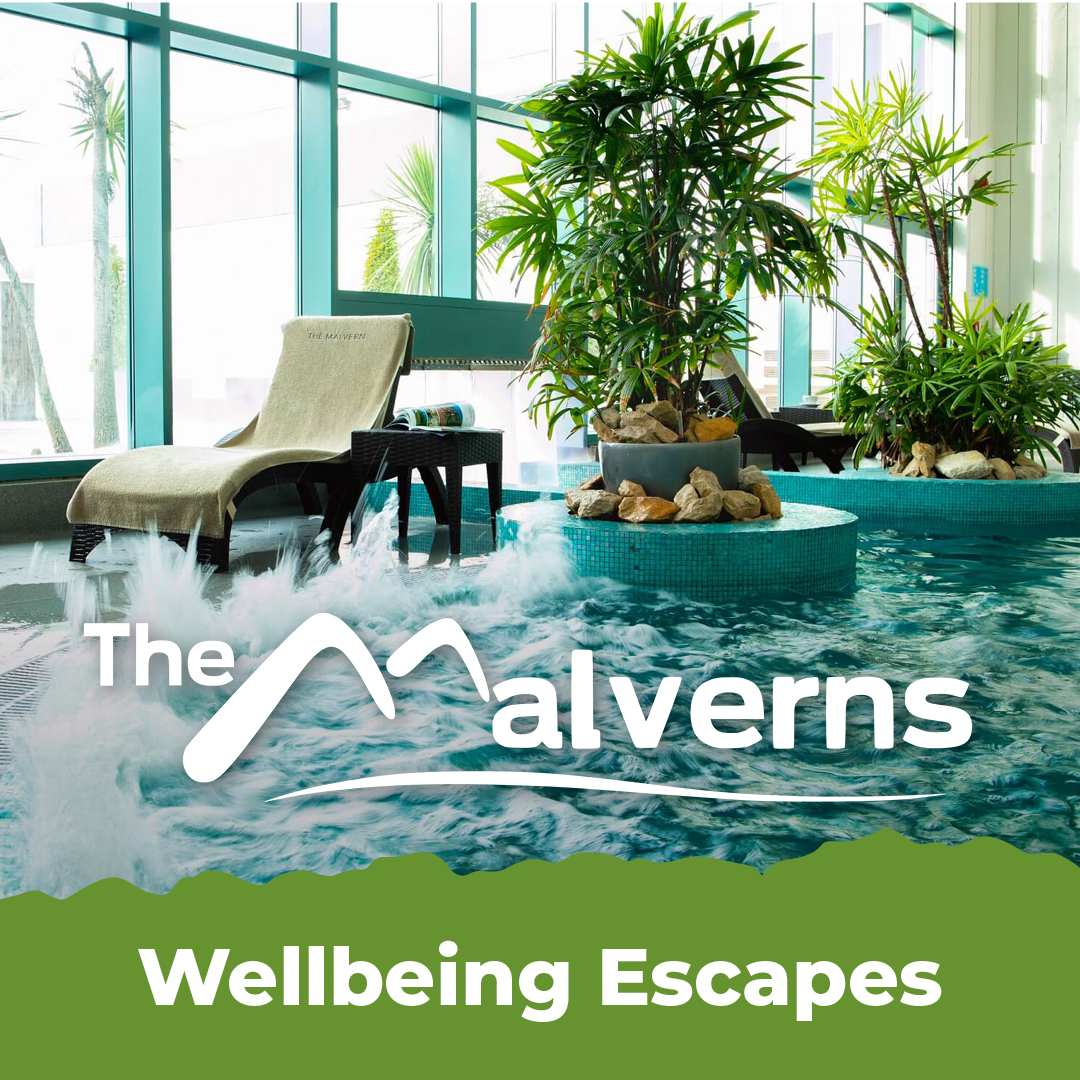 THE MALVERN
The Malverns
Wellbeing Escapes